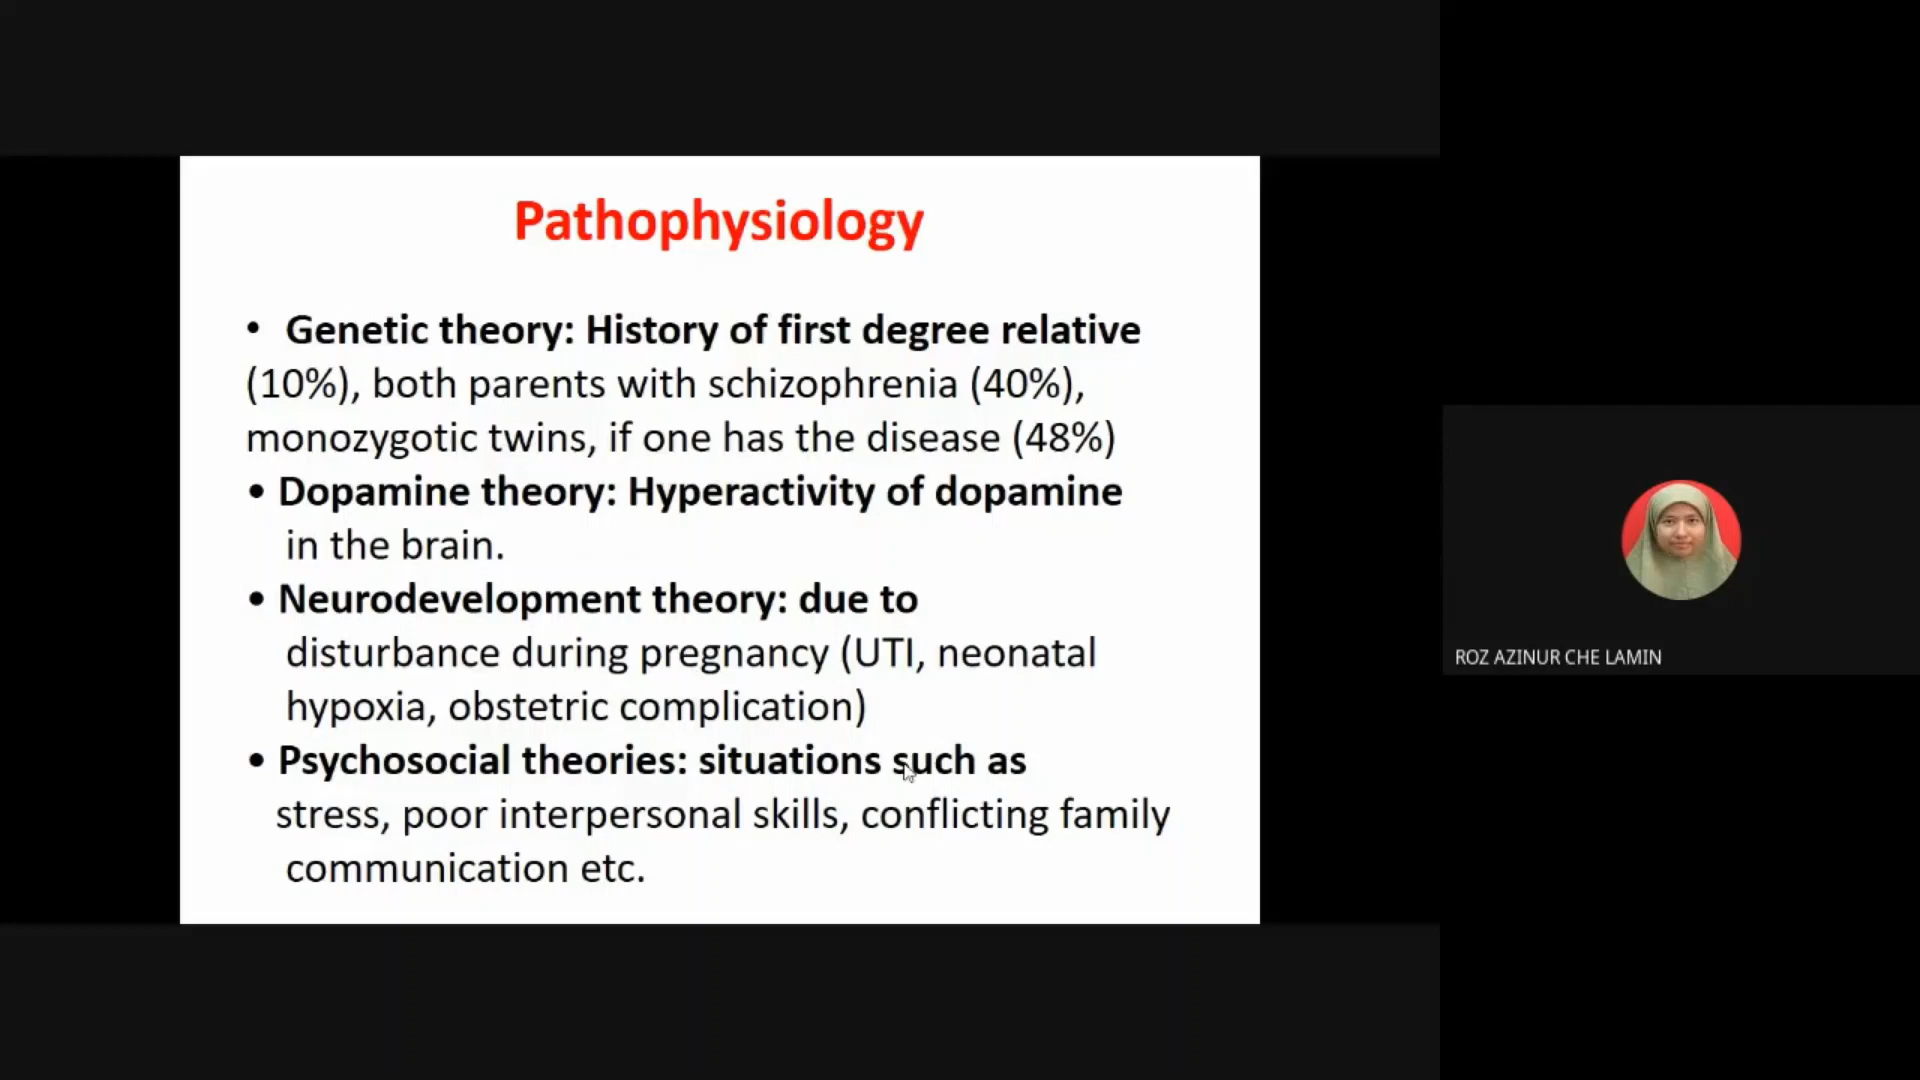 Pathophysiology
• Genetic theory: History of first degree relative
(10%), both parents with schizophrenia (40%),
monozygotic twins, if one has the disease (48%)
• Dopamine theory: Hyperactivity of dopamine
in the brain.
• Neurodevelopment theory: due to
disturbance during pregnancy (UTI, neonatal
hypoxia, obstetric complication)
• Psychosocial theories: situations such as
stress, poor interpersonal skills, conflicting family
communication etc.
ROZ AZINUR CHE LAMIN